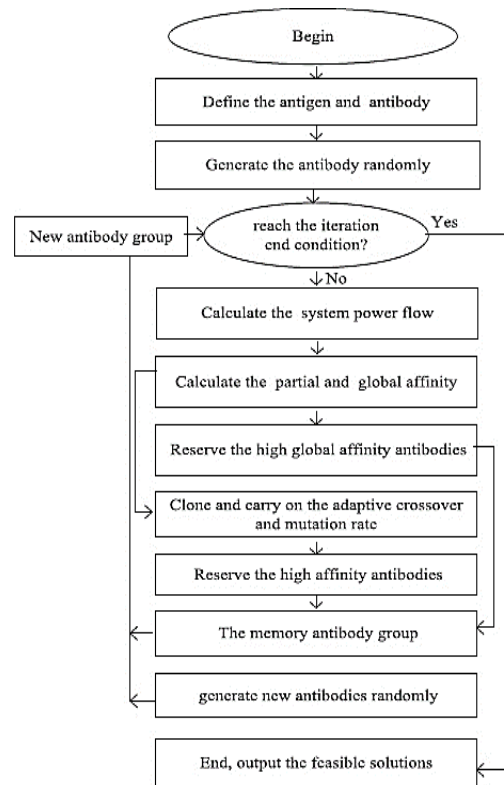 Begin
Define the antigen and antibody
Generate the antibody randomly
New antibody group
reach the iteration
end condition?
Yes
No
Calculate the system power flow
Calculate the partial and global affinity
Reserve the high global affinity antibodies
Clone and carry on the adaptive crossover
and mutation rate
Reserve the high affinity antibodies
The memory antibody group
generate new antibodies randomly
End, output the feasible solutions